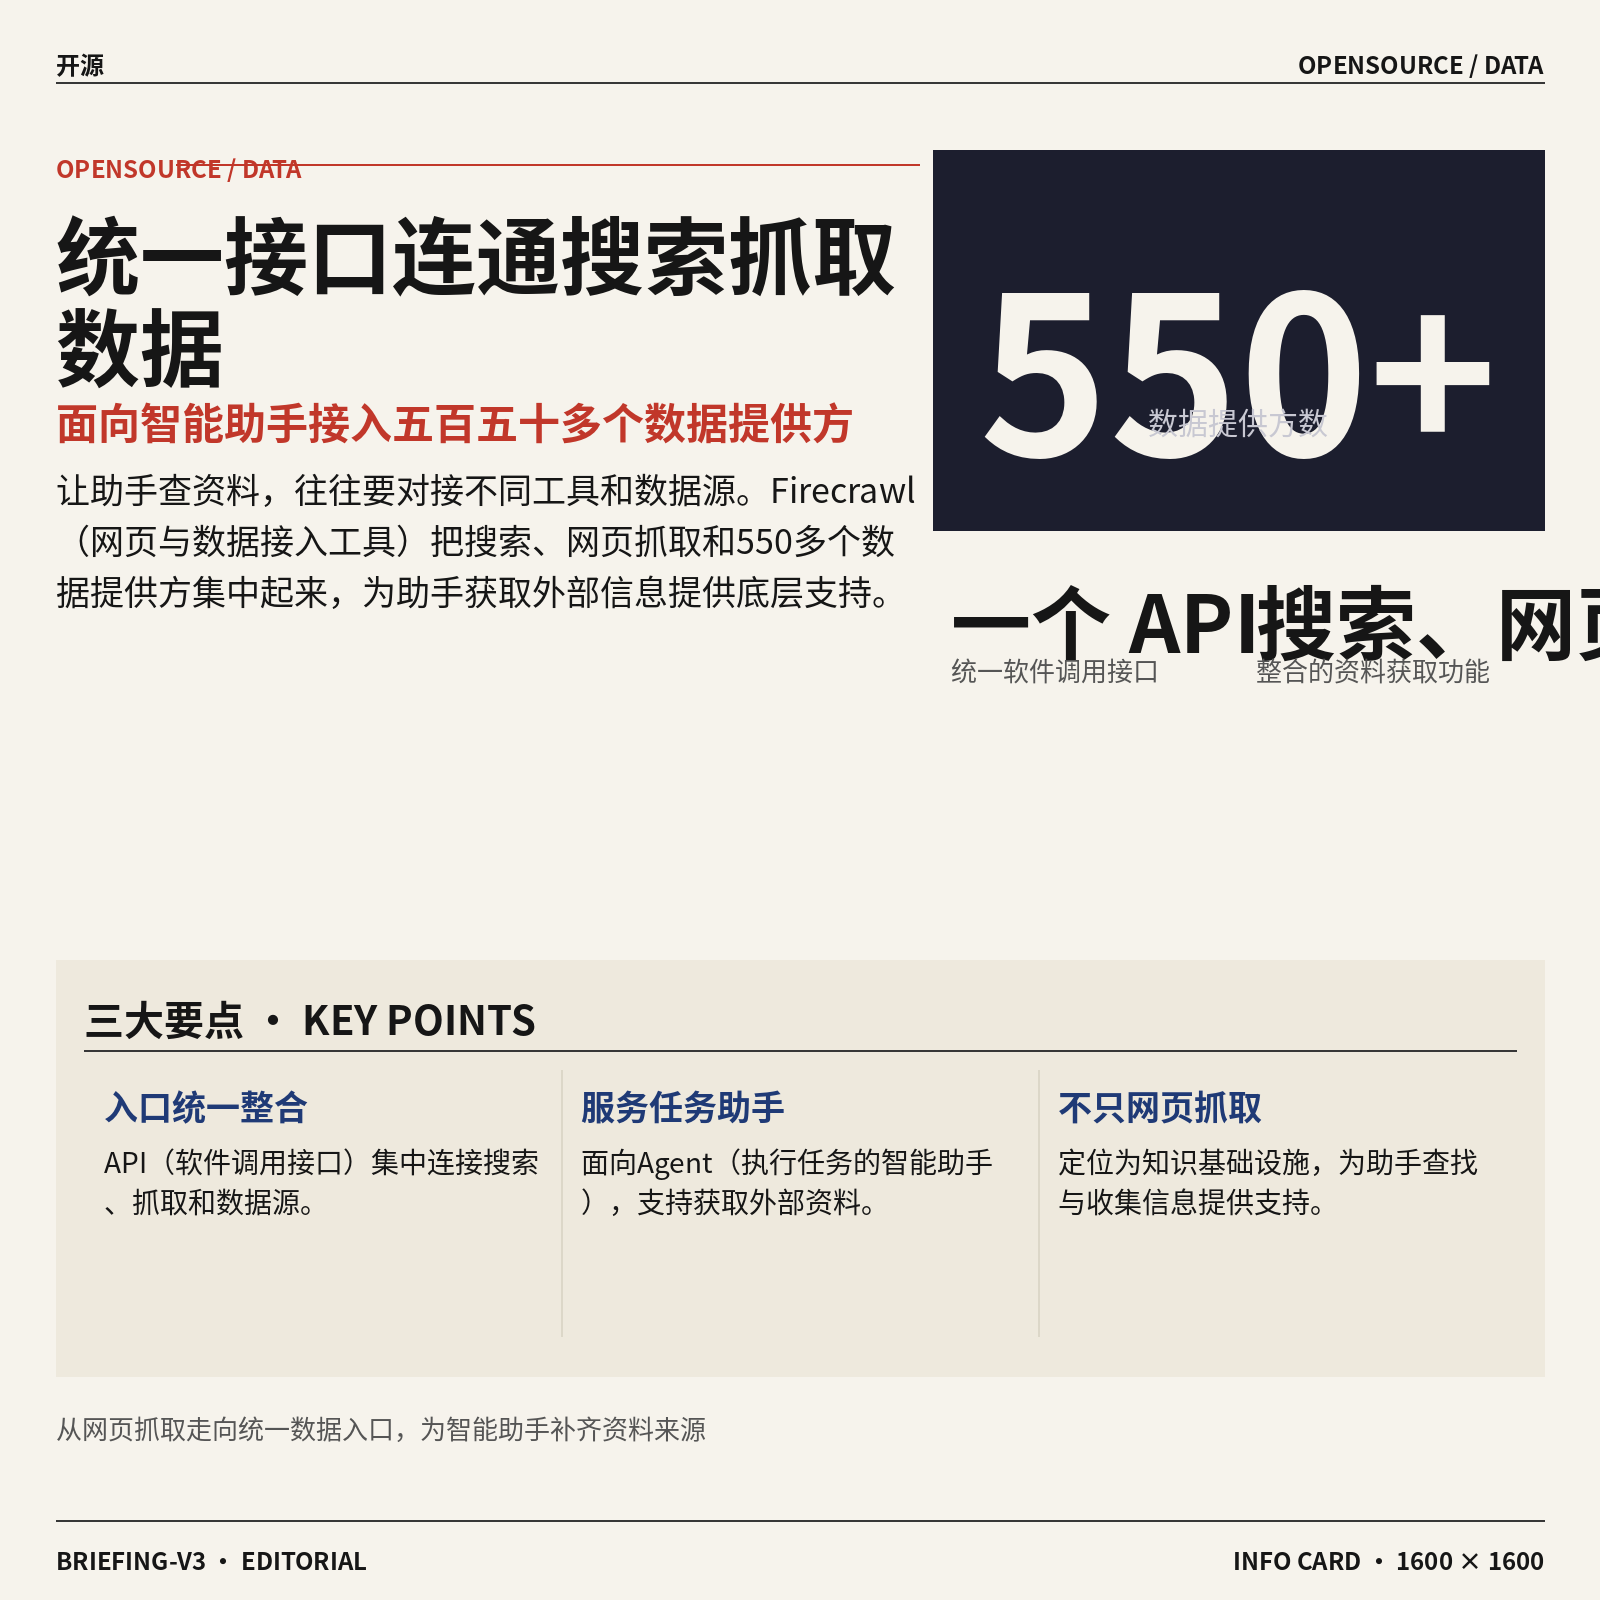 开源
OPENSOURCE / DATA
OPENSOURCE / DATA
统一接口连通搜索抓取
数据
面向智能助手接入五百五十多个数据提供方
让助手查资料，往往要对接不同工具和数据源。Firecrawl
（网页与数据接入工具）把搜索、网页抓取和550多个数
据提供方集中起来，为助手获取外部信息提供底层支持。
550+
数据提供方数
一个 API
搜索、网
统一软件调用接口
整合的资料获取功能
三大要点 · KEY POINTS
入口统一整合
API（软件调用接口）集中连接搜索
、抓取和数据源。
服务任务助手
面向Agent（执行任务的智能助手
），支持获取外部资料。
不只网页抓取
定位为知识基础设施，为助手查找
与收集信息提供支持。
从网页抓取走向统一数据入口，为智能助手补齐资料来源
BRIEFING-V3 · EDITORIAL
INFO CARD · 1600 × 1600